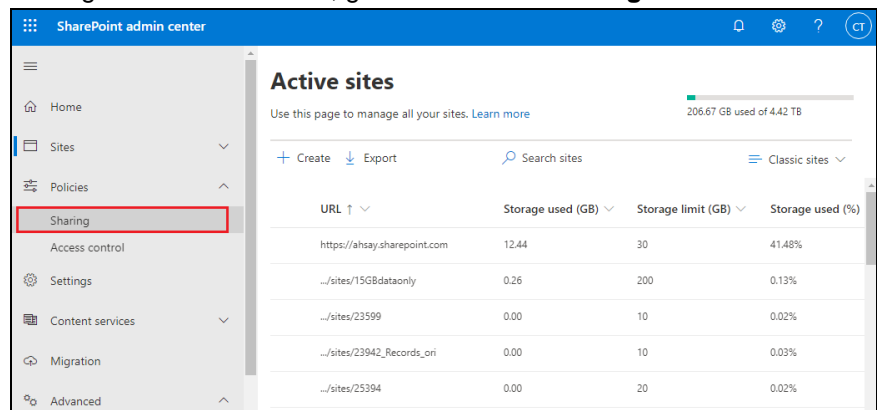 SharePoint admin center
? CT
Home
Sites
Policies
Sharing
Access control
Settings
Content services
Migration
Advanced
Active sites
Use this page to manage all your sites. Learn more
206.67 GB used of 4.42 TB
+ Create ↓ Export Search sites Classic sites
URL ↑ Storage used (GB) Storage limit (GB) Storage used (%)
https://ahsay.sharepoint.com 12.44 30 41.48%
.../sites/15GBdataonly 0.26 200 0.13%
.../sites/23599 0.00 10 0.02%
.../sites/23942_Records_ori 0.00 10 0.03%
.../sites/25394 0.00 20 0.02%